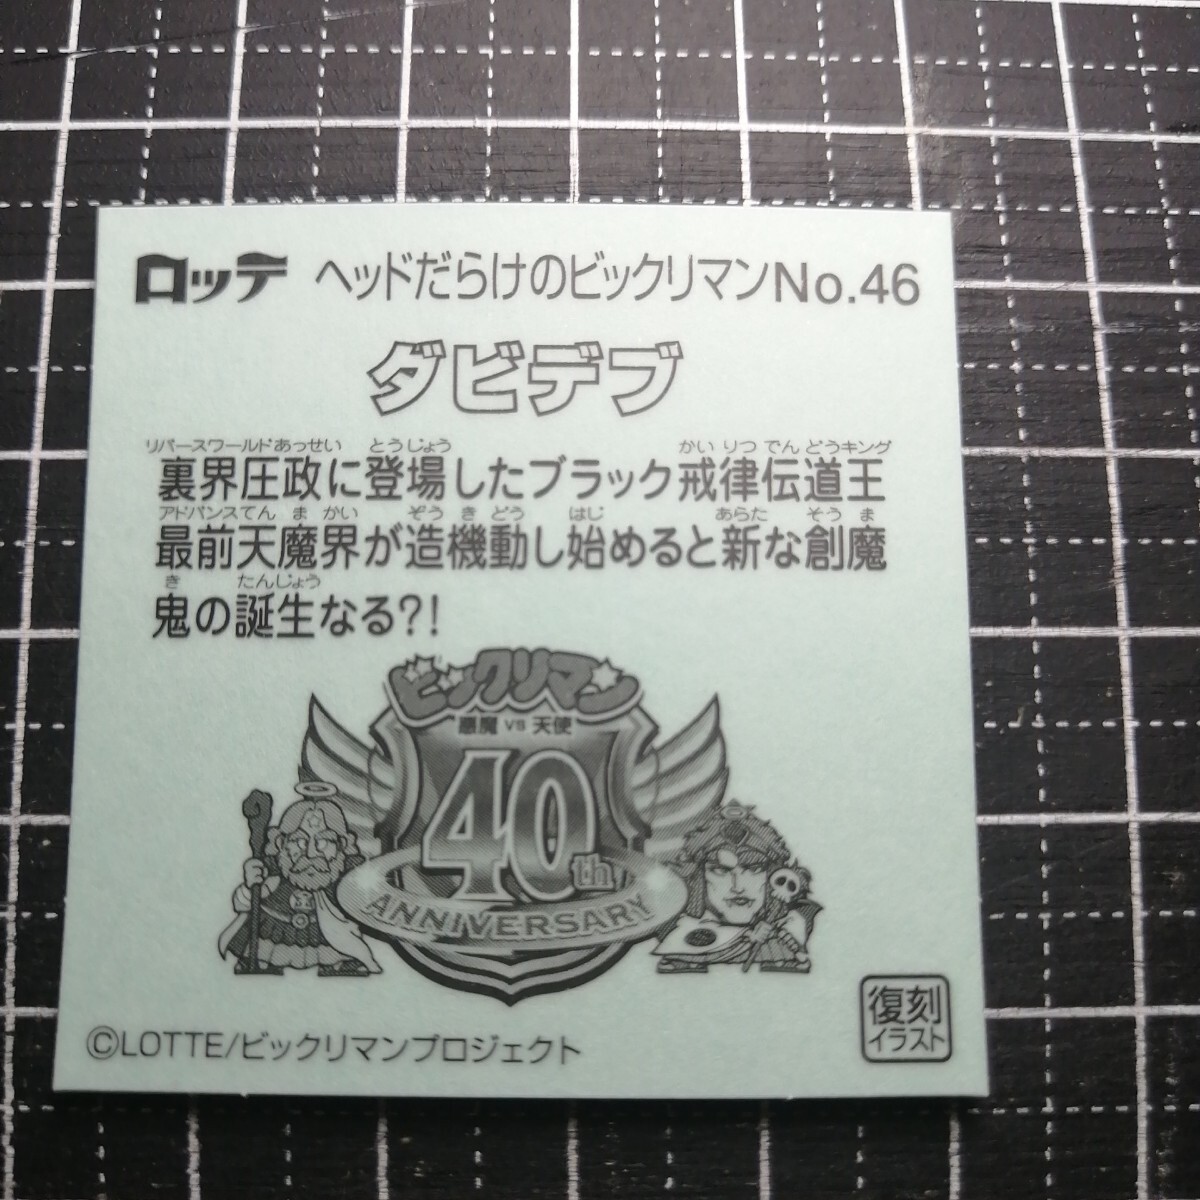 ロッテ ヘッドだらけのビックリマンNo.46
ダビデブ
リバースワールドあっせい とうじょう かいりつでんどうキング
裏界圧政に登場したブラック戒律伝道王
アドバンスてんまかい ぞうきどう はじ あらた そうま
最前天魔界が造機動し始めると新な創魔
き たんじょう
鬼の誕生なる?!
ビックリマン
悪魔 VS 天使
40th
ANNIVERSARY
©LOTTE/ビックリマンプロジェクト
復刻
イラスト